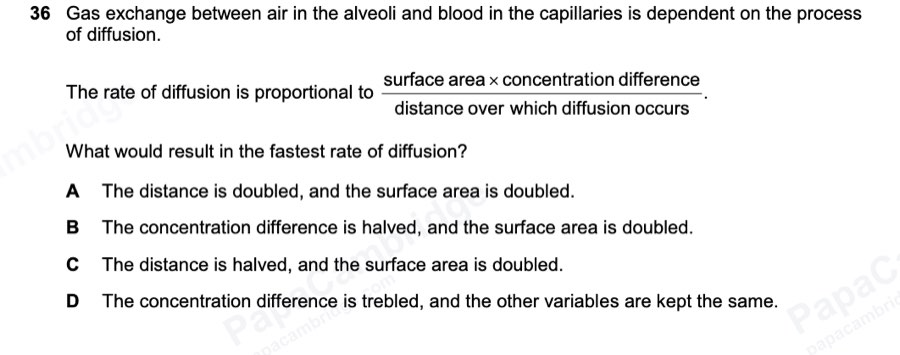 36 Gas exchange between air in the alveoli and blood in the capillaries is dependent on the process
of diffusion.
The rate of diffusion is proportional to surface area × concentration difference
distance over which diffusion occurs .
What would result in the fastest rate of diffusion?
A The distance is doubled, and the surface area is doubled.
B The concentration difference is halved, and the surface area is doubled.
C The distance is halved, and the surface area is doubled.
D The concentration difference is trebled, and the other variables are kept the same.
PapaCambridge